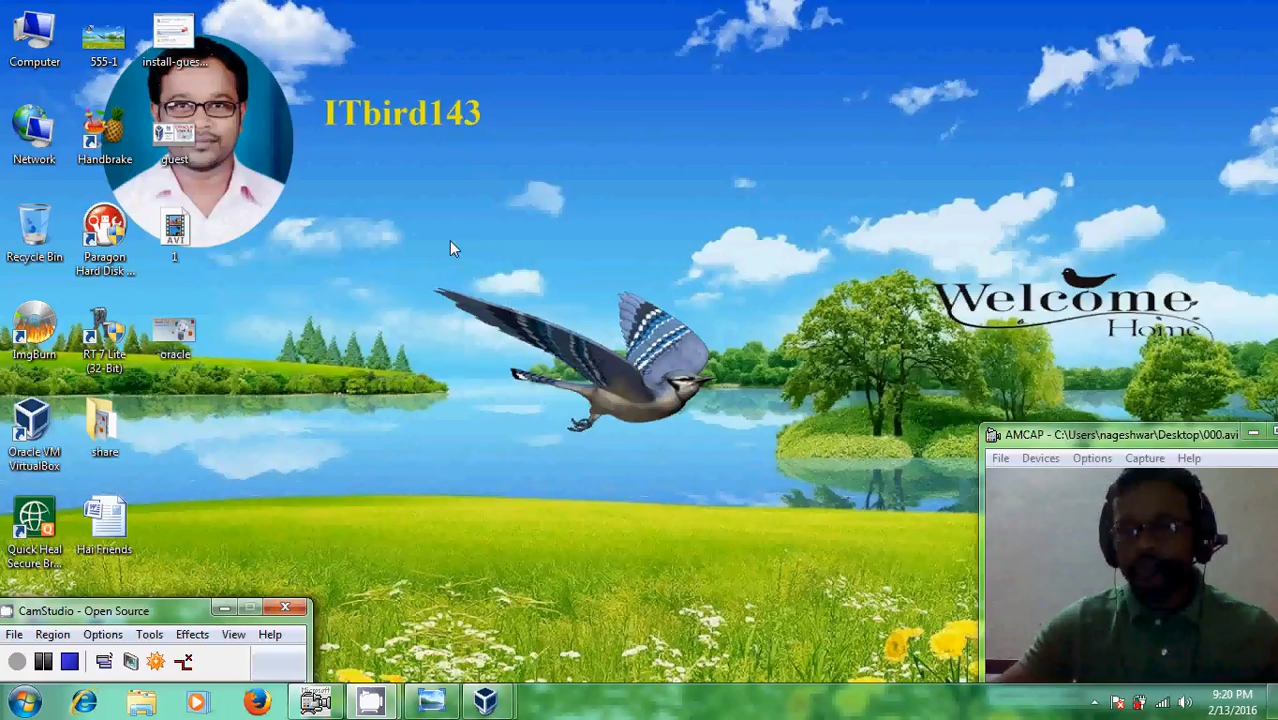 Computer
555-1
install-gues...
ITbird143
Network
Handbrake
guest
Recycle Bin
Paragon
Hard Disk ...
AVI
1
ImgBurn
RT 7 Lite
(32-Bit)
oracle
Welcome
Home
Oracle VM
VirtualBox
share
Quick Heal
Secure Br...
Hai Friends
AMCAP - C:\Users\nageshwar\Desktop\000.avi
File Devices Options Capture Help
CamStudio - Open Source
File Region Options Tools Effects View Help
Microsoft
9:20 PM
2/13/2016